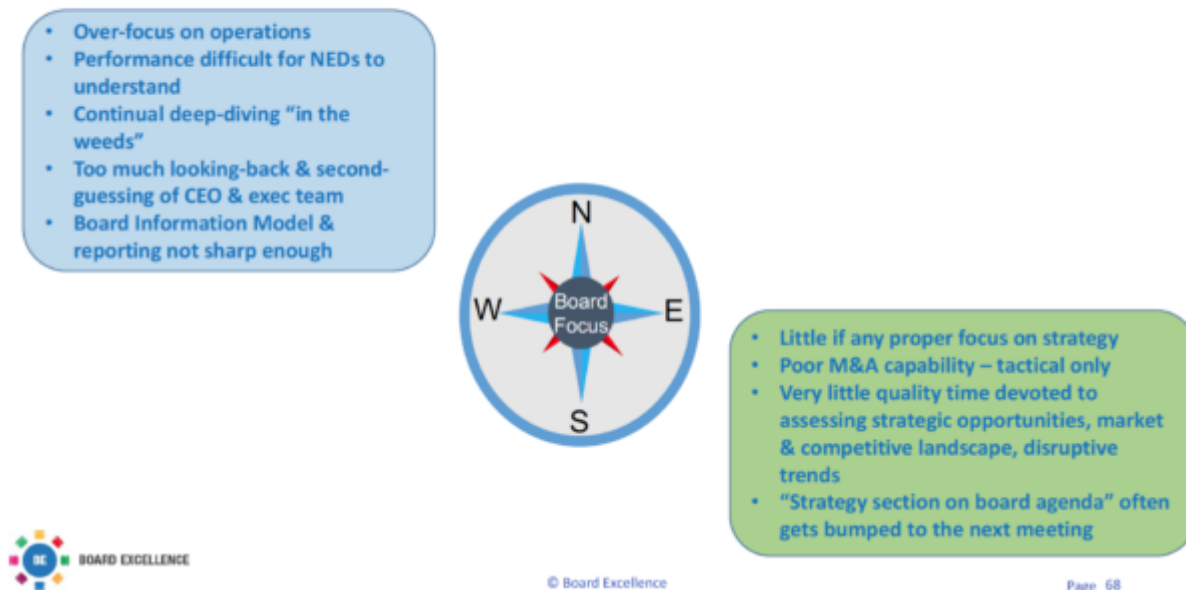 • Over-focus on operations
• Performance difficult for NEDs to
understand
• Continual deep-diving “in the
weeds”
• Too much looking-back & second-
guessing of CEO & exec team
• Board Information Model &
reporting not sharp enough
N
W
Board
Focus
E
S
• Little if any proper focus on strategy
• Poor M&A capability – tactical only
• Very little quality time devoted to
assessing strategic opportunities, market
& competitive landscape, disruptive
trends
• “Strategy section on board agenda” often
gets bumped to the next meeting
BE
BOARD EXCELLENCE
© Board Excellence
Page 68